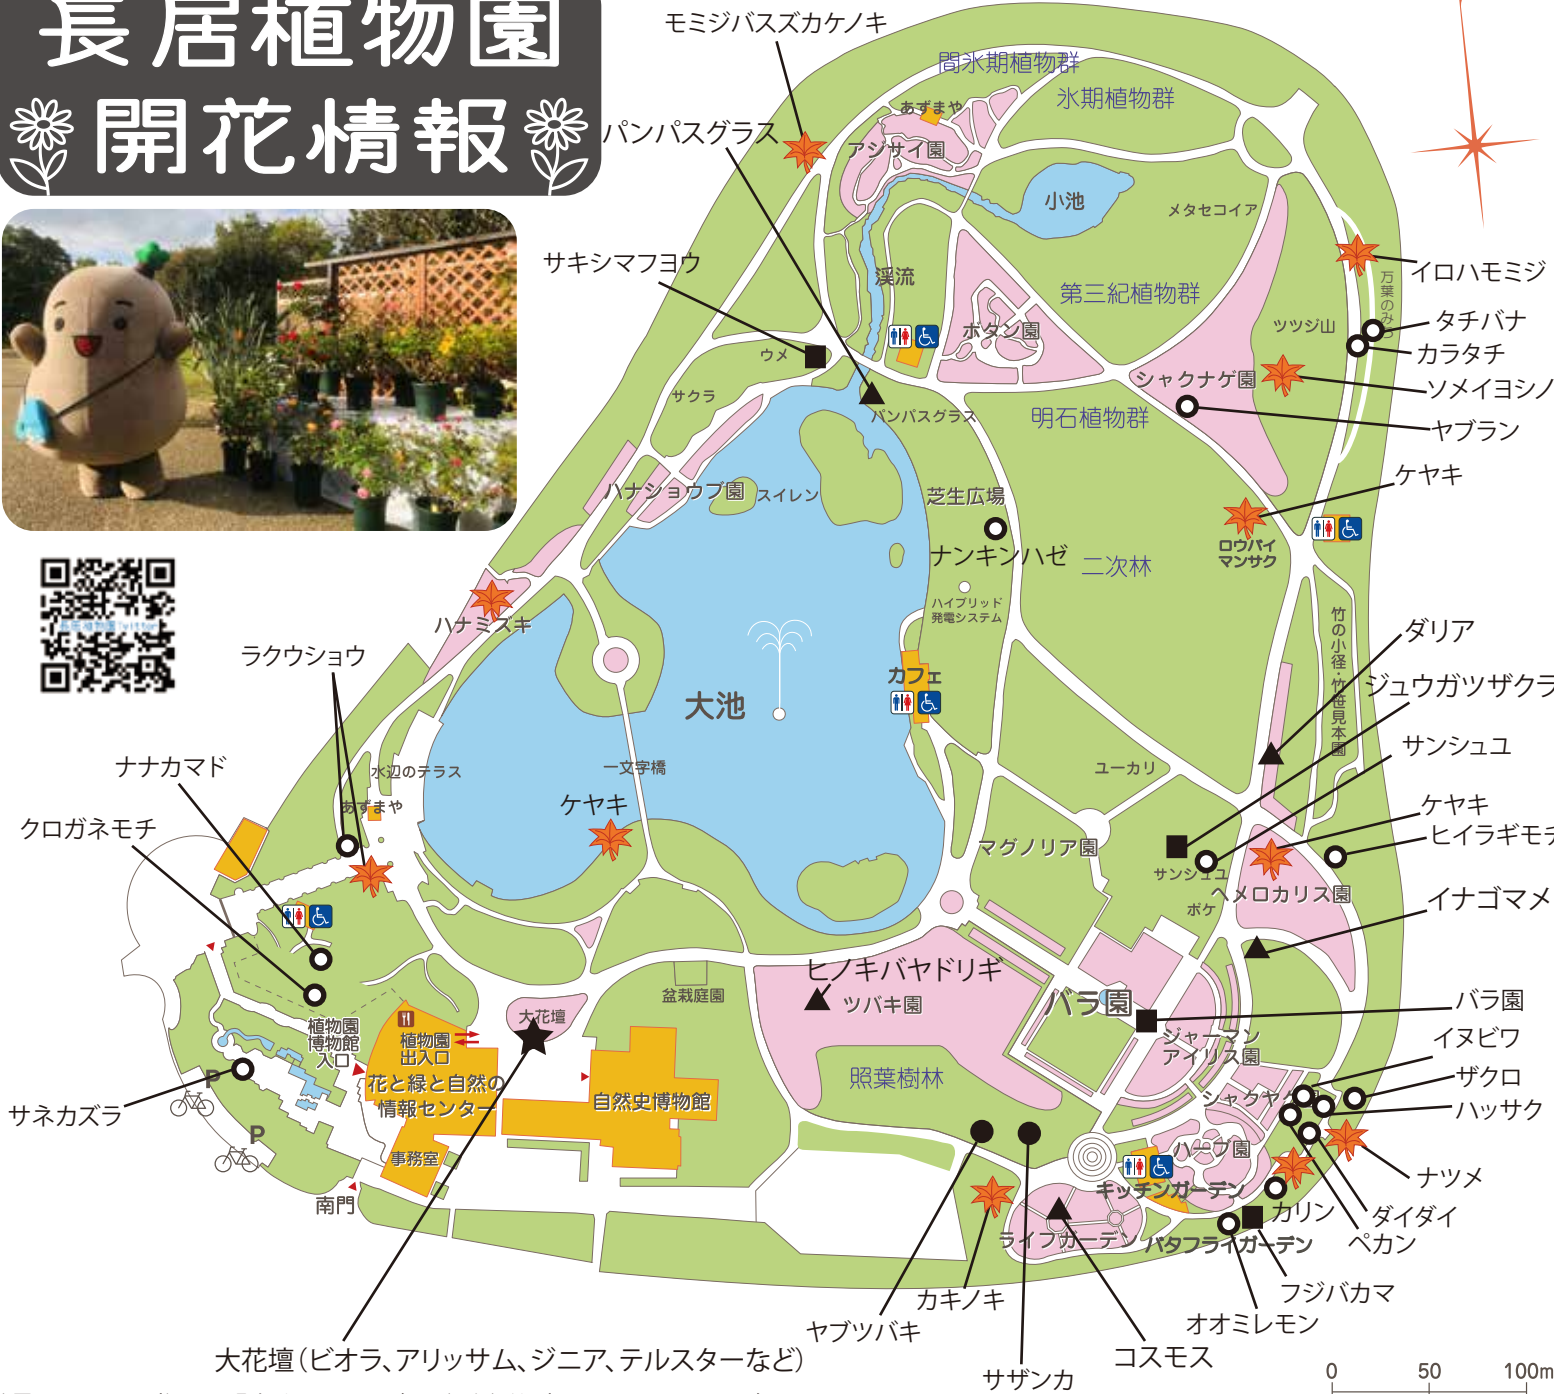 長居植物園
開花情報
モミジバスズカケノキ
パンパスグラス
間氷期植物群
氷期植物群
あずまや
アジサイ園
小池
メタセコイア
サキシマフヨウ
渓流
第三紀植物群
ボタン園
ツツジ山
万葉のみち
イロハモミジ
タチバナ
カラタチ
ソメイヨシノ
ヤブラン
ケヤキ
ウメ
サクラ
シャクナゲ園
パンパスグラス
明石植物群
ハナショウブ園
スイレン
芝生広場
ナンキンハゼ
二次林
ロウバイ
マンサク
ハイブリッド
発電システム
ハナミズキ
ラクウショウ
竹の小径・竹笹見本園
ダリア
ジュウガツザクラ
サンシュユ
カフェ
大池
ナナカマド
水辺のテラス
一文字橋
ユーカリ
あずまや
ケヤキ
ケヤキ
ヒイラギモチ
クロガネモチ
マグノリア園
サンシュユ
ヘメロカリス園
ボケ
イナゴマメ
ヒノキバヤドリギ
ツバキ園
盆栽庭園
バラ園
バラ園
大花壇
植物園
博物館
入口
植物園
出入口
ジャーマン
アイリス園
イヌビワ
花と緑と自然の
情報センター
自然史博物館
照葉樹林
シャクヤク園
ザクロ
ハッサク
サネカズラ
P
P
事務室
南門
ハーブ園
キッチンガーデン
ナツメ
カリン
ダイダイ
ペカン
ライフガーデン
バタフライガーデン
フジバカマ
オオミレモン
カキノキ
ヤブツバキ
サザンカ
コスモス
大花壇（ビオラ、アリッサム、ジニア、テルスターなど）
0 50 100m